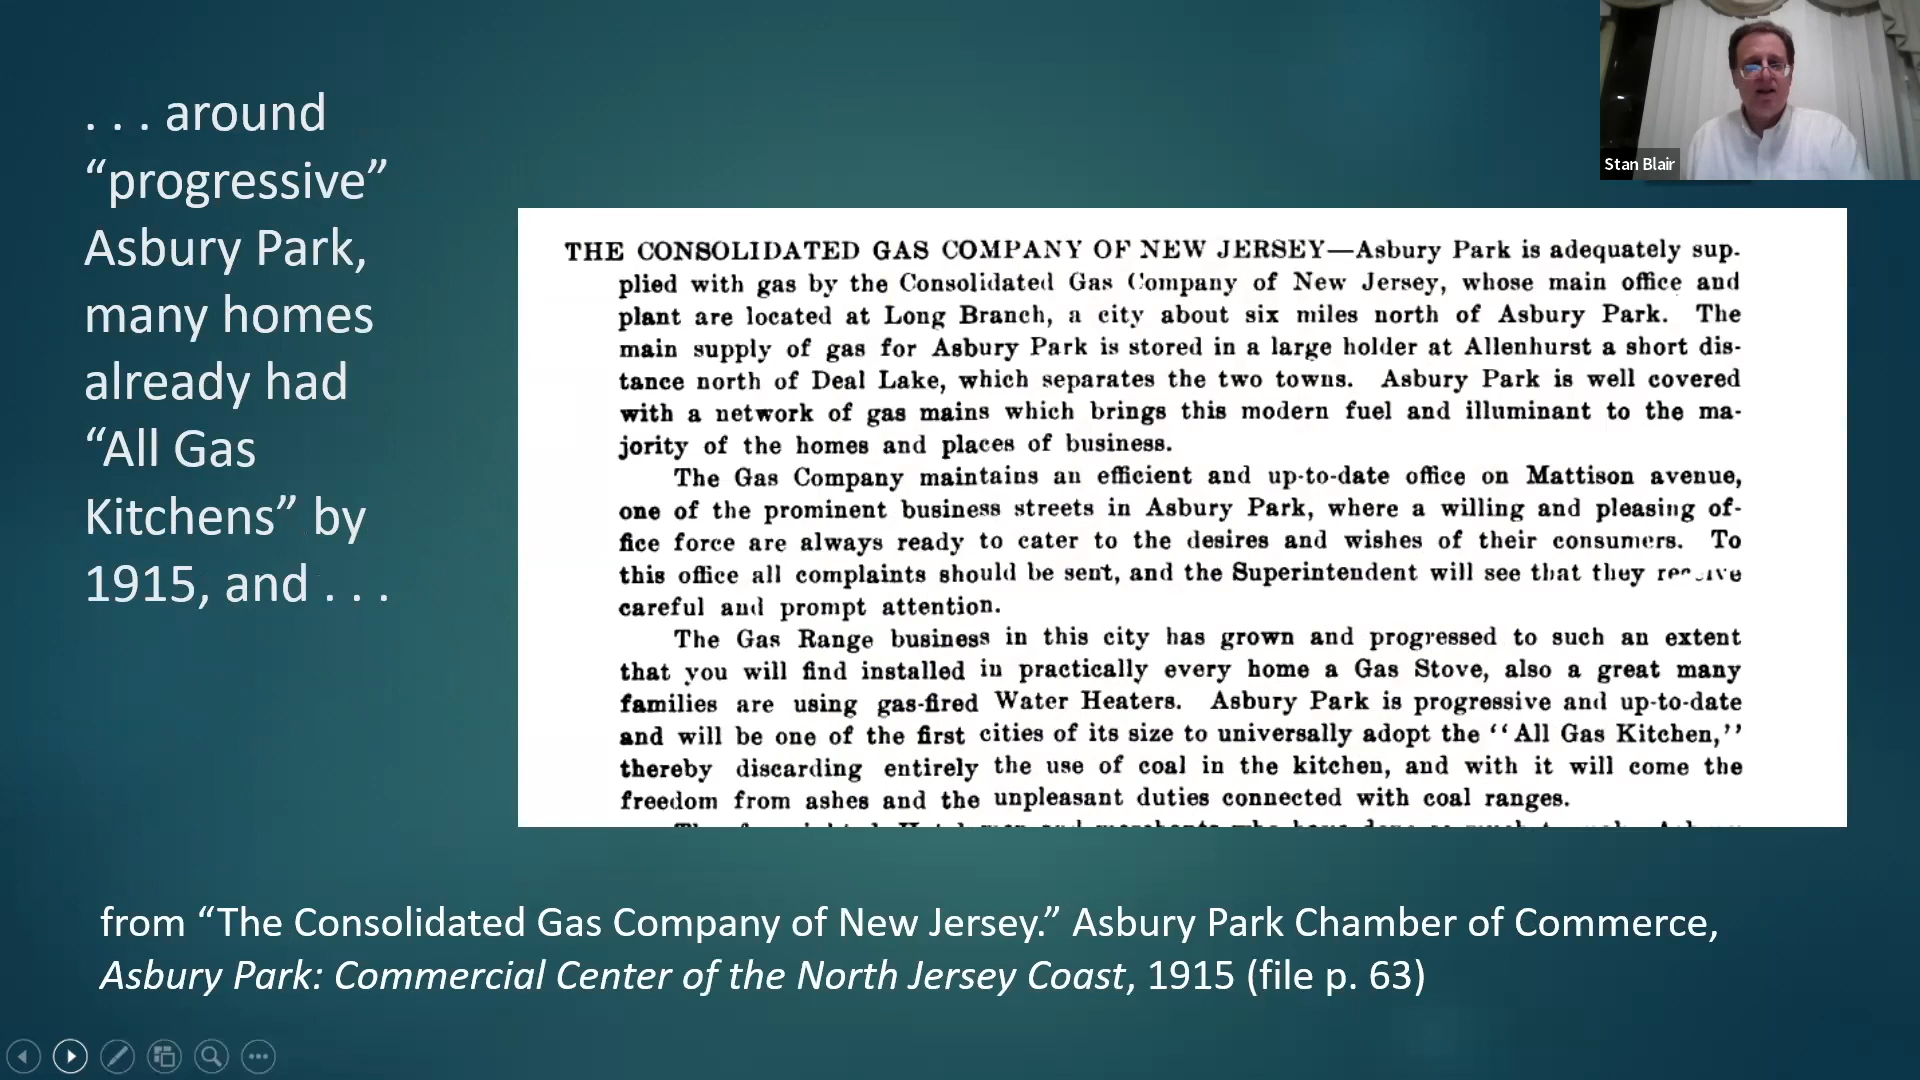 . . . around
“progressive”
Asbury Park,
many homes
already had
“All Gas
Kitchens” by
1915, and . . .
Stan Blair
THE CONSOLIDATED GAS COMPANY OF NEW JERSEY—Asbury Park is adequately sup-
plied with gas by the Consolidated Gas Company of New Jersey, whose main office and
plant are located at Long Branch, a city about six miles north of Asbury Park. The
main supply of gas for Asbury Park is stored in a large holder at Allenhurst a short dis-
tance north of Deal Lake, which separates the two towns. Asbury Park is well covered
with a network of gas mains which brings this modern fuel and illuminant to the ma-
jority of the homes and places of business.
The Gas Company maintains an efficient and up-to-date office on Mattison avenue,
one of the prominent business streets in Asbury Park, where a willing and pleasing of-
fice force are always ready to cater to the desires and wishes of their consumers. To
this office all complaints should be sent, and the Superintendent will see that they receive
careful and prompt attention.
The Gas Range business in this city has grown and progressed to such an extent
that you will find installed in practically every home a Gas Stove, also a great many
families are using gas-fired Water Heaters. Asbury Park is progressive and up-to-date
and will be one of the first cities of its size to universally adopt the ‘‘All Gas Kitchen,’’
thereby discarding entirely the use of coal in the kitchen, and with it will come the
freedom from ashes and the unpleasant duties connected with coal ranges.
from “The Consolidated Gas Company of New Jersey.” Asbury Park Chamber of Commerce,
Asbury Park: Commercial Center of the North Jersey Coast, 1915 (file p. 63)